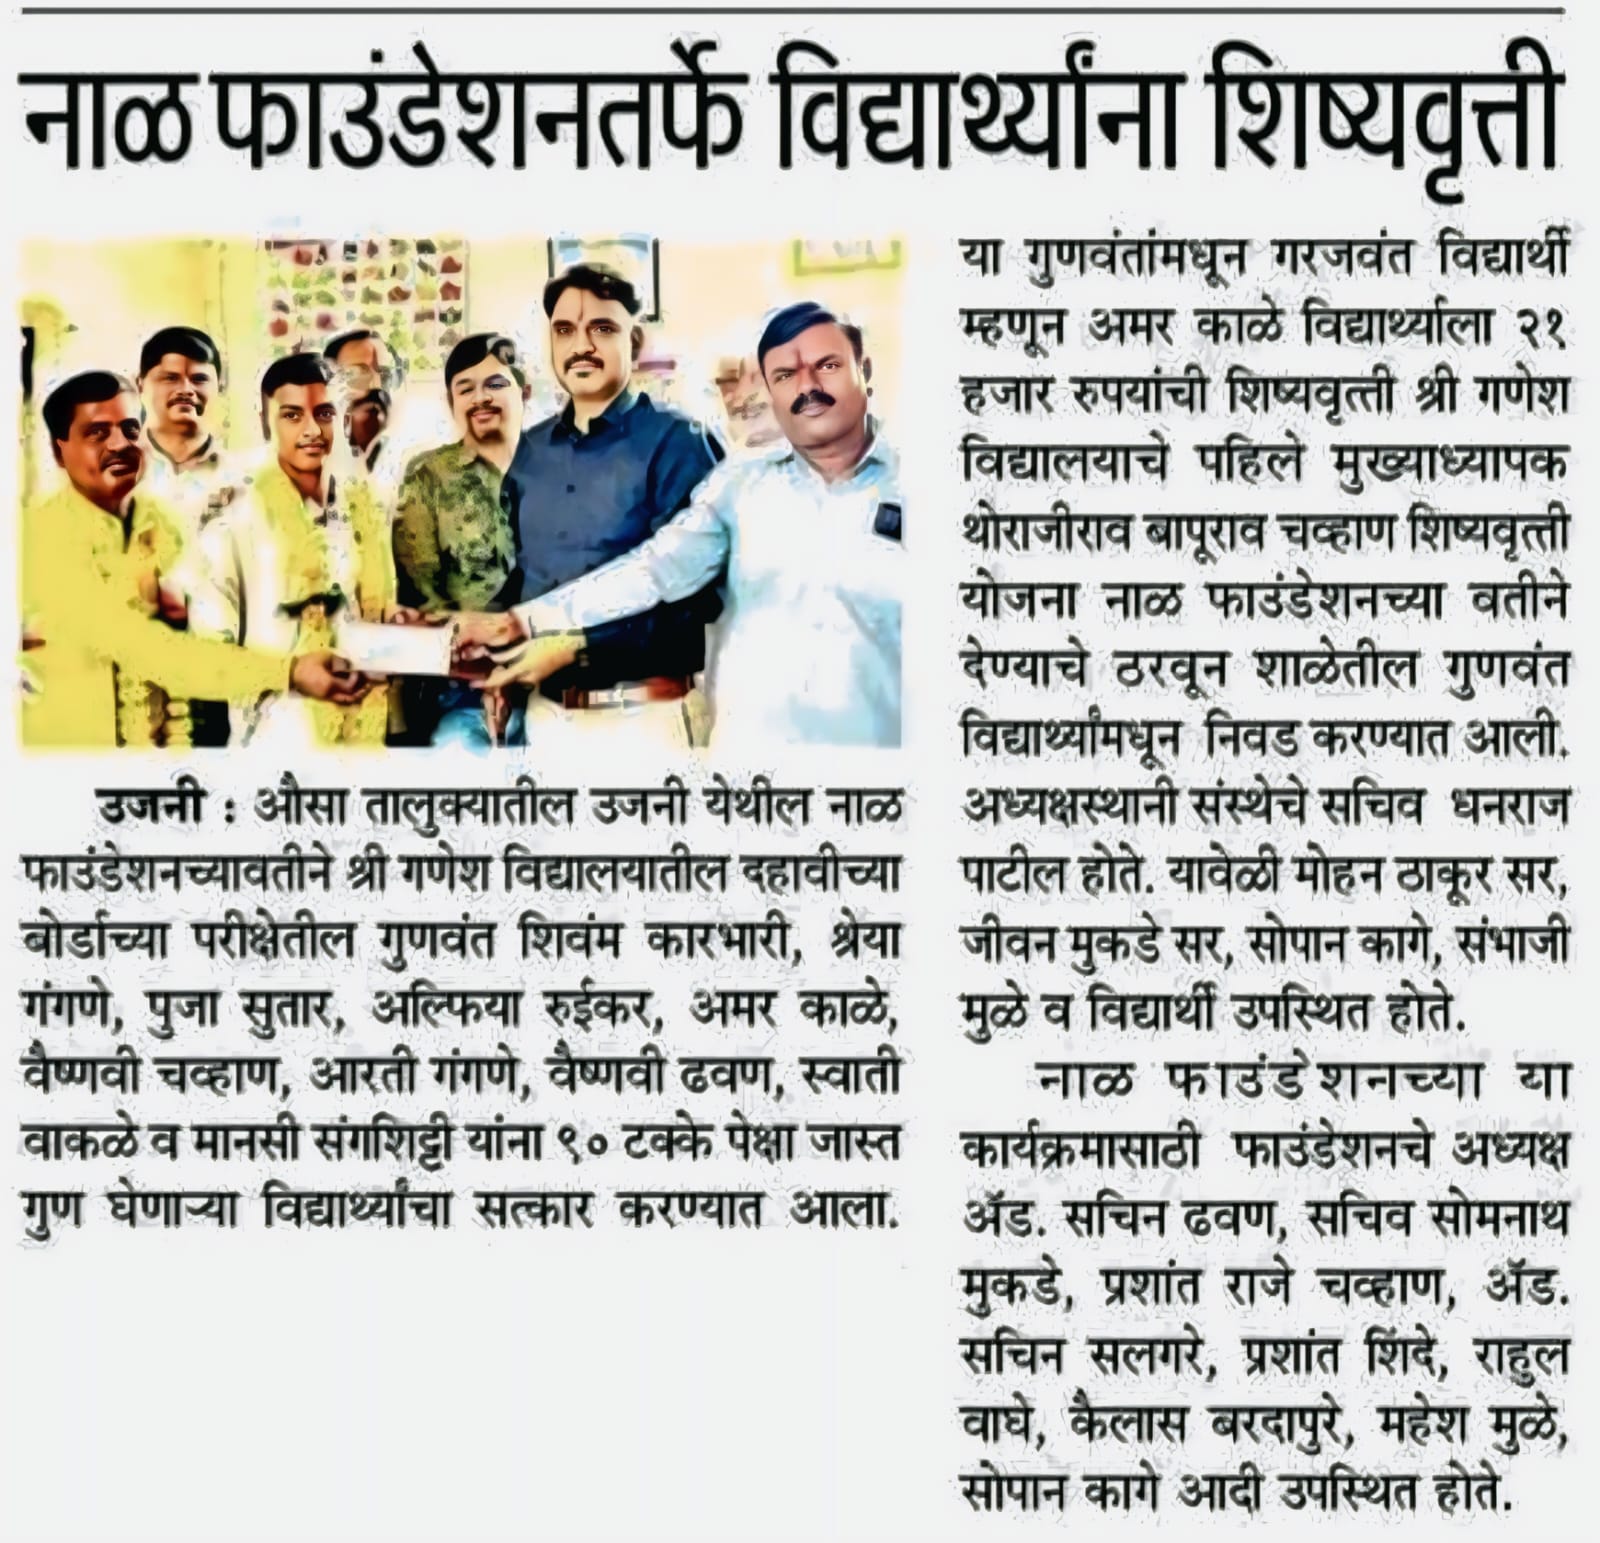 नाळ फाउंडेशनतर्फे विद्यार्थ्यांना शिष्यवृत्ती
उजनी : औसा तालुक्यातील उजनी येथील नाळ
फाउंडेशनच्यावतीने श्री गणेश विद्यालयातील दहावीच्या
बोर्डाच्या परीक्षेतील गुणवंत शिवंम कारभारी, श्रेया
गंगणे, पुजा सुतार, अल्फिया रुईकर, अमर काळे,
वैष्णवी चव्हाण, आरती गंगणे, वैष्णवी ढवण, स्वाती
वाकळे व मानसी संगशिट्टी यांना ९० टक्के पेक्षा जास्त
गुण घेणाऱ्या विद्यार्थ्यांचा सत्कार करण्यात आला.
या गुणवंतांमधून गरजवंत विद्यार्थी
म्हणून अमर काळे विद्यार्थ्याला २१
हजार रुपयांची शिष्यवृत्ती श्री गणेश
विद्यालयाचे पहिले मुख्याध्यापक
थोराजीराव बापूराव चव्हाण शिष्यवृत्ती
योजना नाळ फाउंडेशनच्या वतीने
देण्याचे ठरवून शाळेतील गुणवंत
विद्यार्थ्यांमधून निवड करण्यात आली.
अध्यक्षस्थानी संस्थेचे सचिव धनराज
पाटील होते. यावेळी मोहन ठाकूर सर,
जीवन मुकडे सर, सोपान कागे, संभाजी
मुळे व विद्यार्थी उपस्थित होते.
नाळ फाउंडेशनच्या या
कार्यक्रमासाठी फाउंडेशनचे अध्यक्ष
ॲड. सचिन ढवण, सचिव सोमनाथ
मुकडे, प्रशांत राजे चव्हाण, ॲड.
सचिन सलगरे, प्रशांत शिंदे, राहुल
वाघे, कैलास बरदापुरे, महेश मुळे,
सोपान कागे आदी उपस्थित होते.